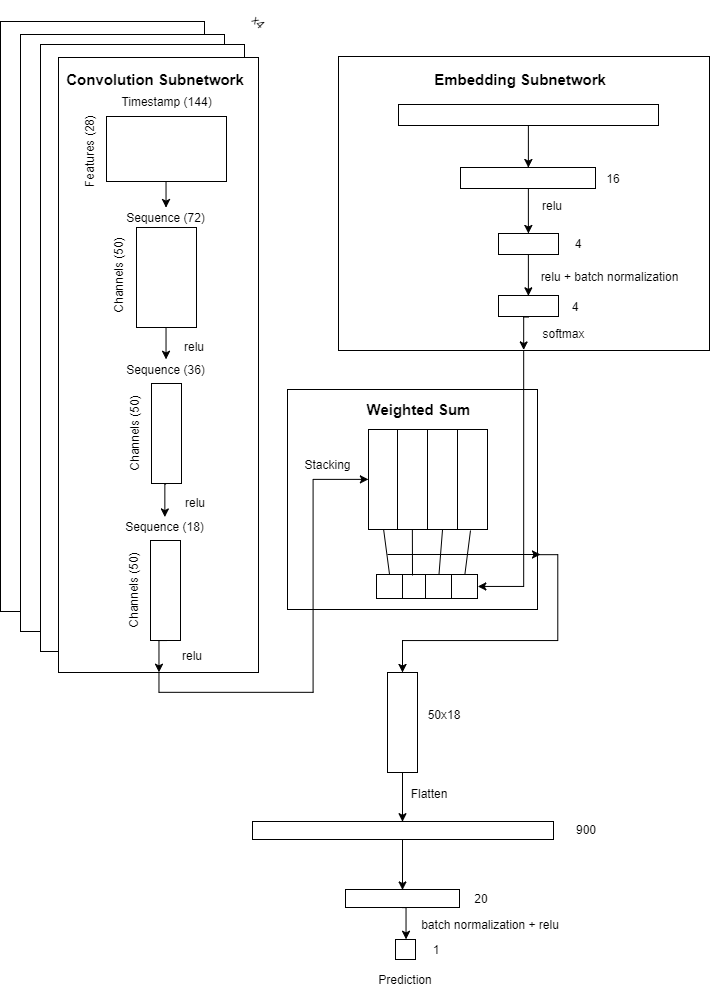 x4
Convolution Subnetwork
Timestamp (144)
Features (28)
Sequence (72)
Channels (50)
relu
Sequence (36)
Channels (50)
relu
Sequence (18)
Channels (50)
relu
Embedding Subnetwork
16
relu
4
relu + batch normalization
4
softmax
Weighted Sum
Stacking
50x18
Flatten
900
20
batch normalization + relu
1
Prediction